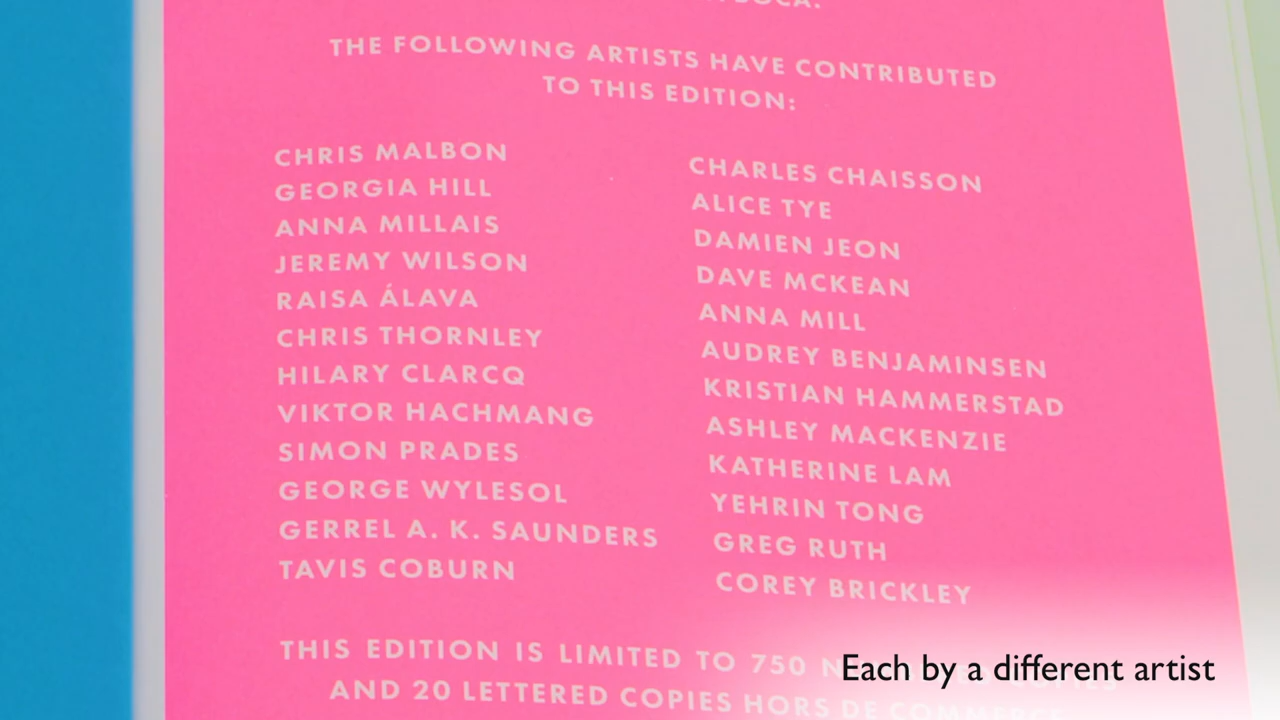 THE FOLLOWING ARTISTS HAVE CONTRIBUTED
TO THIS EDITION:
CHRIS MALBON
GEORGIA HILL
ANNA MILLAIS
JEREMY WILSON
RAISA ÁLAVA
CHRIS THORNLEY
HILARY CLARCQ
VIKTOR HACHMANG
SIMON PRADES
GEORGE WYLESOL
GERREL A. K. SAUNDERS
TAVIS COBURN
CHARLES CHAISSON
ALICE TYE
DAMIEN JEON
DAVE MCKEAN
ANNA MILL
AUDREY BENJAMINSEN
KRISTIAN HAMMERSTAD
ASHLEY MACKENZIE
KATHERINE LAM
YEHRIN TONG
GREG RUTH
COREY BRICKLEY
THIS EDITION IS LIMITED TO 750
AND 20 LETTERED COPIES HORS DE COMMERCE
Each by a different artist